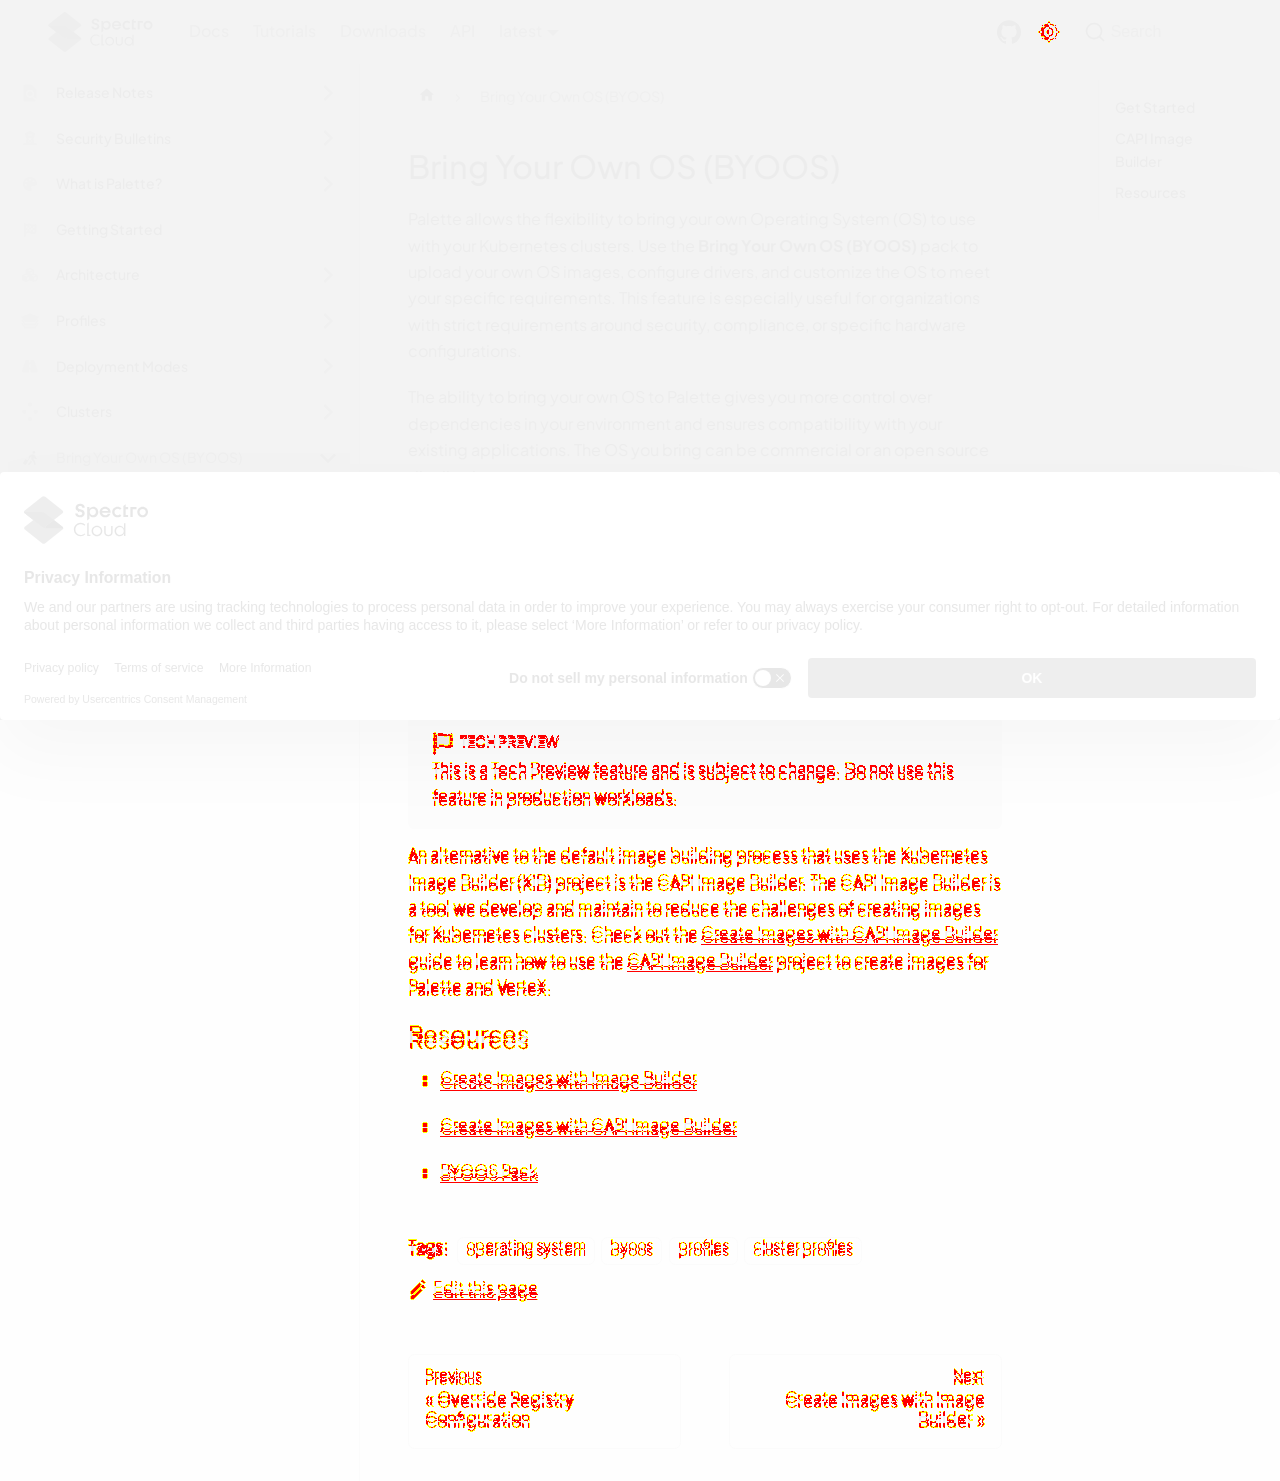 Spectro Cloud
Docs Tutorials Downloads API latest
Search
Release Notes
Security Bulletins
What is Palette?
Getting Started
Architecture
Profiles
Deployment Modes
Clusters
Bring Your Own OS (BYOOS)
Bring Your Own OS (BYOOS)
Get Started
CAPI Image
Builder
Resources
Bring Your Own OS (BYOOS)
Palette allows the flexibility to bring your own Operating System (OS) to use
with your Kubernetes clusters. Use the Bring Your Own OS (BYOOS) pack to
upload your own OS images, configure drivers, and customize the OS to meet
your specific requirements. This feature is especially useful for organizations
with strict requirements around security, compliance, or specific hardware
configurations.
The ability to bring your own OS to Palette gives you more control over
dependencies in your environment and ensures compatibility with your
existing applications. The OS you bring can be commercial or an open source
Spectro
Cloud
Privacy Information
We and our partners are using tracking technologies to process personal data in order to improve your experience. You may always exercise your consumer right to opt-out. For detailed information
about personal information we collect and third parties having access to it, please select 'More Information' or refer to our privacy policy.
Privacy policy Terms of service More Information
Powered by Usercentrics Consent Management
Do not sell my personal information
OK
TECH PREVIEW
This is a Tech Preview feature and is subject to change. Do not use this
feature in production workloads.
An alternative to the default image building process that uses the Kubernetes
Image Builder (KIB) project is the CAPI Image Builder. The CAPI Image Builder is
a tool we develop and maintain to reduce the challenges of creating images
for Kubernetes clusters. Check out the Create Images with CAPI Image Builder
guide to learn how to use the CAPI Image Builder project to create images for
Palette and VerteX.
Resources
Create Images with Image Builder
Create Images with CAPI Image Builder
BYOOS Pack
Tags: operating system byoos profiles cluster profiles
Edit this page
Previous
« Override Registry
Configuration
Next
Create Images with Image
Builder »